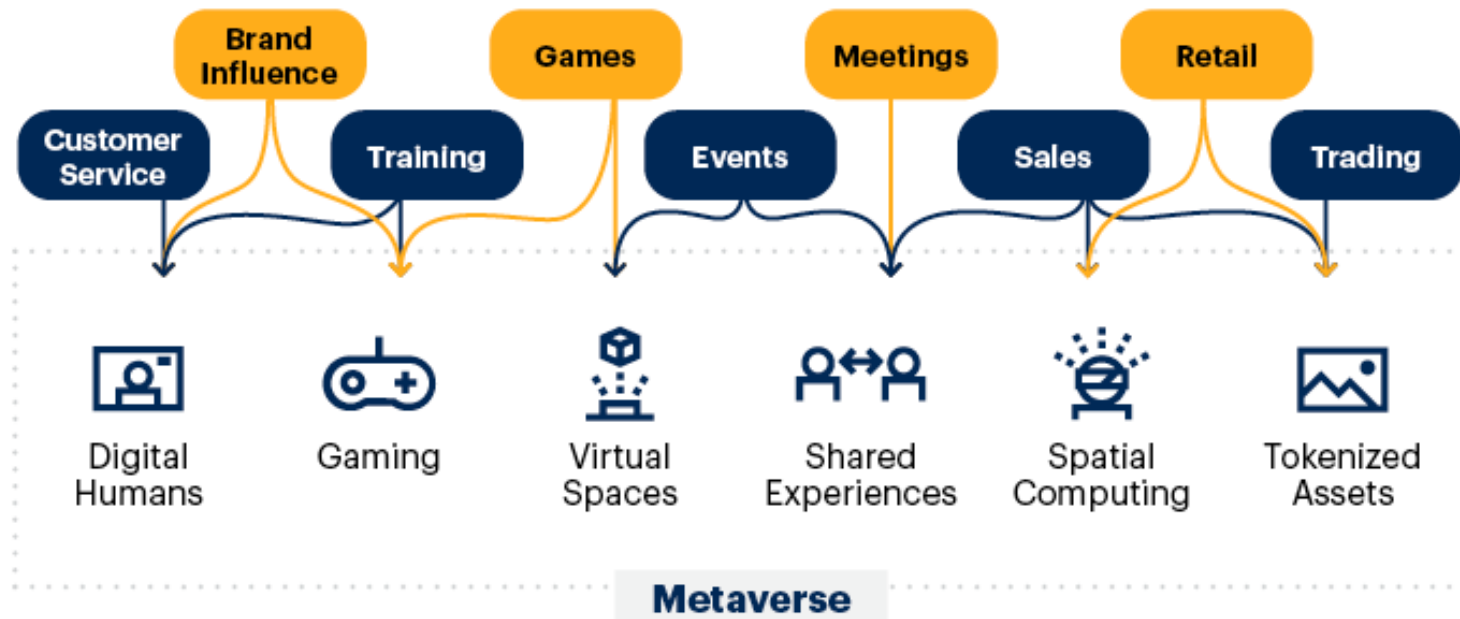 Brand
Influence
Games
Meetings
Retail
Customer
Service
Training
Events
Sales
Trading
Digital
Humans
Gaming
Virtual
Spaces
Shared
Experiences
Spatial
Computing
Tokenized
Assets
Metaverse